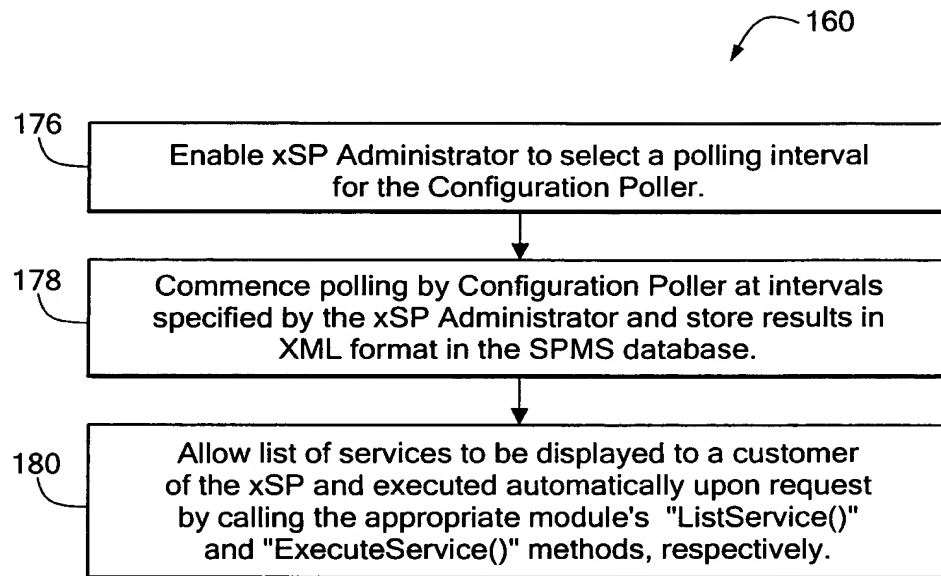 160
176
Enable xSP Administrator to select a polling interval
for the Configuration Poller.
178
Commence polling by Configuration Poller at intervals
specified by the xSP Administrator and store results in
XML format in the SPMS database.
180
Allow list of services to be displayed to a customer
of the xSP and executed automatically upon request
by calling the appropriate module's "ListService()"
and "ExecuteService()" methods, respectively.